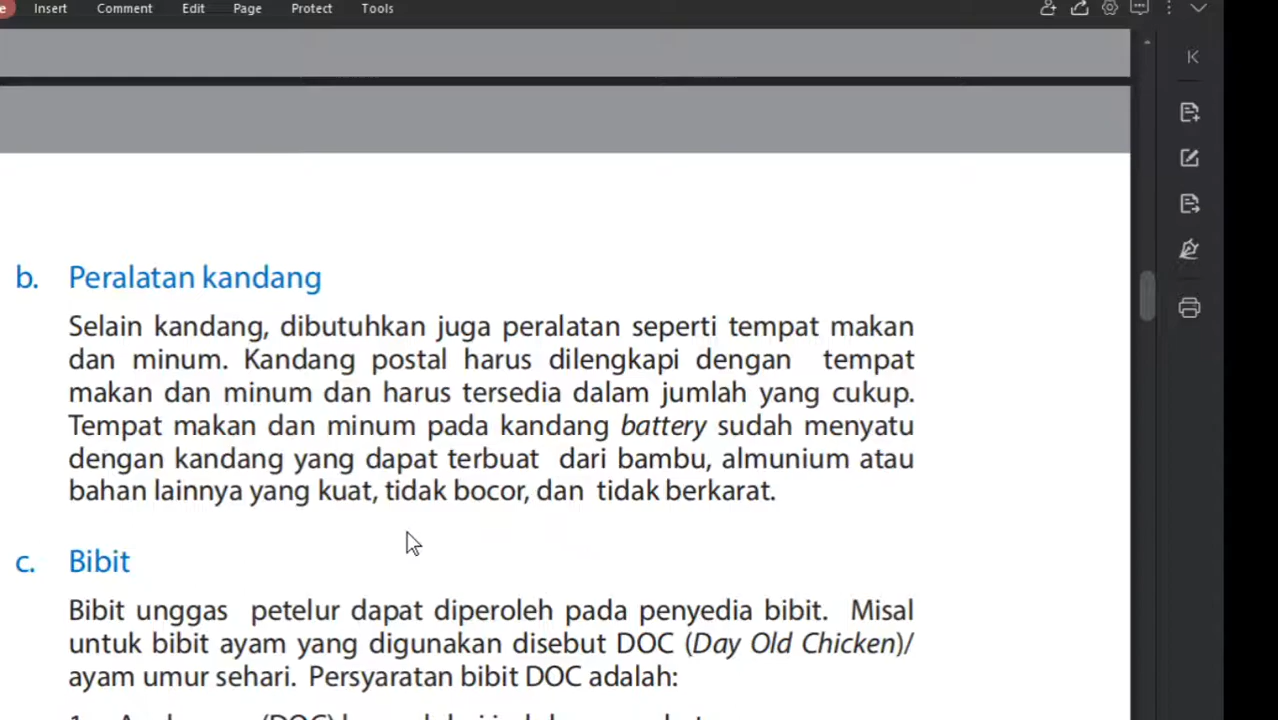 Insert Comment Edit Page Protect Tools
b. Peralatan kandang
Selain kandang, dibutuhkan juga peralatan seperti tempat makan
dan minum. Kandang postal harus dilengkapi dengan tempat
makan dan minum dan harus tersedia dalam jumlah yang cukup.
Tempat makan dan minum pada kandang battery sudah menyatu
dengan kandang yang dapat terbuat dari bambu, almunium atau
bahan lainnya yang kuat, tidak bocor, dan tidak berkarat.
c. Bibit
Bibit unggas petelur dapat diperoleh pada penyedia bibit. Misal
untuk bibit ayam yang digunakan disebut DOC (Day Old Chicken)/
ayam umur sehari. Persyaratan bibit DOC adalah:
(DOC)